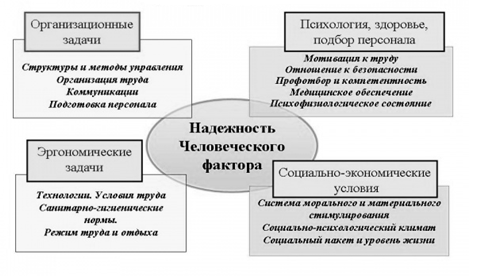 Организационные
задачи
Структуры и методы управления
Организация труда
Коммуникации
Подготовка персонала
Психология, здоровье,
подбор персонала
Мотивация к труду
Отношение к безопасности
Профотбор и компетентность
Медицинское обеспечение
Психофизиологическое состояние
Надежность
Человеческого
фактора
Эргономические
задачи
Технологии. Условия труда
Санитарно-гигиенические
нормы.
Режим труда и отдыха
Социально-экономические
условия
Система морального и материального
стимулирования
Социально-психологический климат
Социальный пакет и уровень жизни